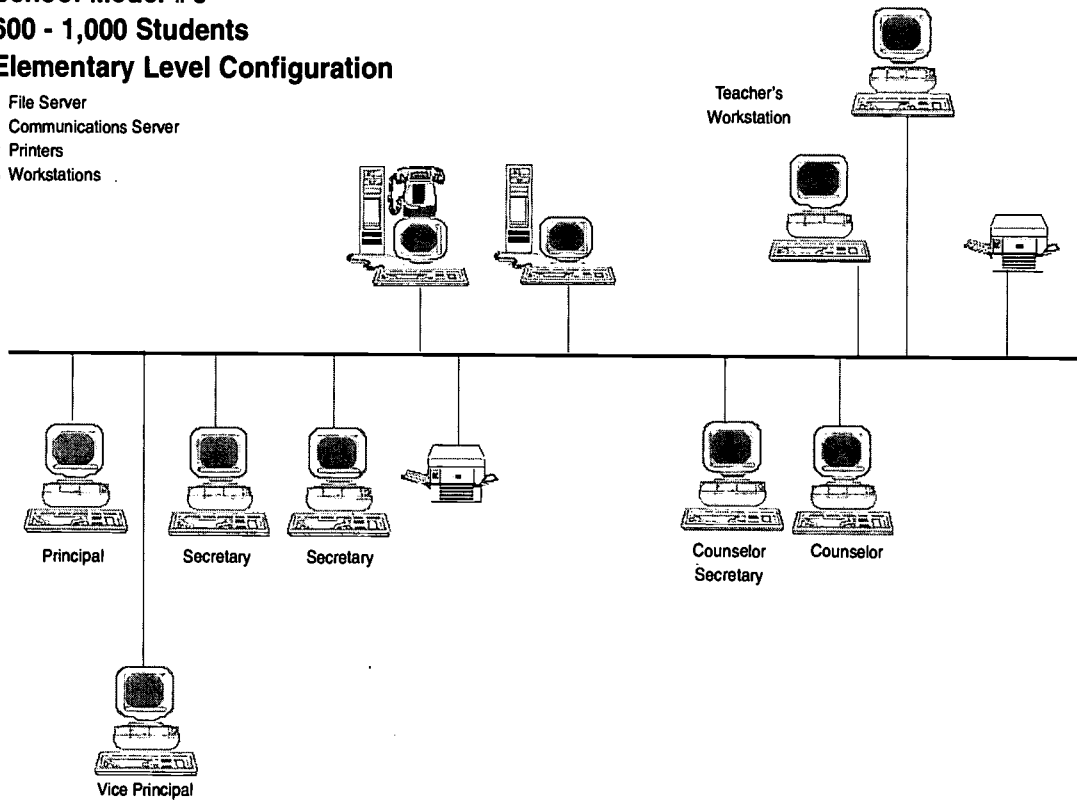 600 - 1,000 Students
Elementary Level Configuration
File Server
Communications Server
Printers
Workstations
Teacher's
Workstation
Principal
Secretary
Secretary
Counselor
Secretary
Counselor
Vice Principal